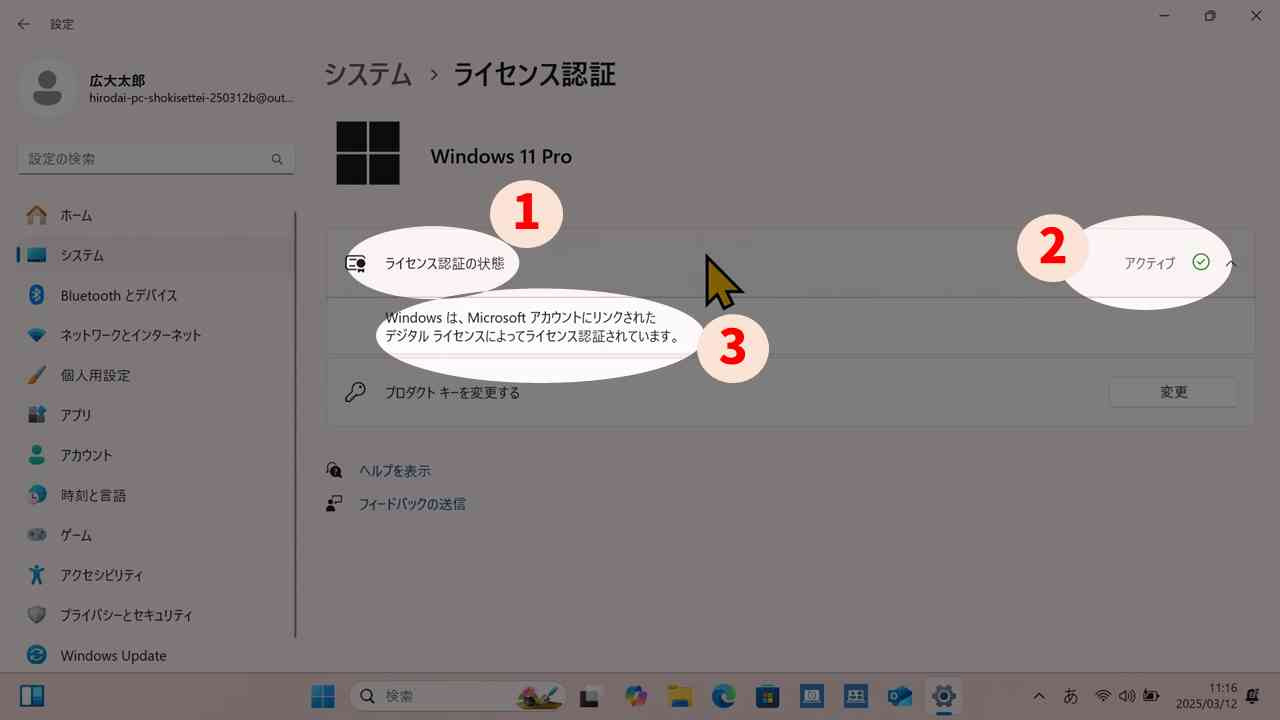 設定
広大太郎
hirodai-pc-shokisettei-250312b@out...
設定の検索
ホーム
システム
Bluetooth とデバイス
ネットワークとインターネット
個人用設定
アプリ
アカウント
時刻と言語
ゲーム
アクセシビリティ
プライバシーとセキュリティ
Windows Update
システム › ライセンス認証
Windows 11 Pro
1
ライセンス認証の状態
2
アクティブ
Windows は、Microsoft アカウントにリンクされた
デジタル ライセンスによってライセンス認証されています。
3
プロダクト キーを変更する
変更
ヘルプを表示
フィードバックの送信
検索
あ
11:16
2025/03/12